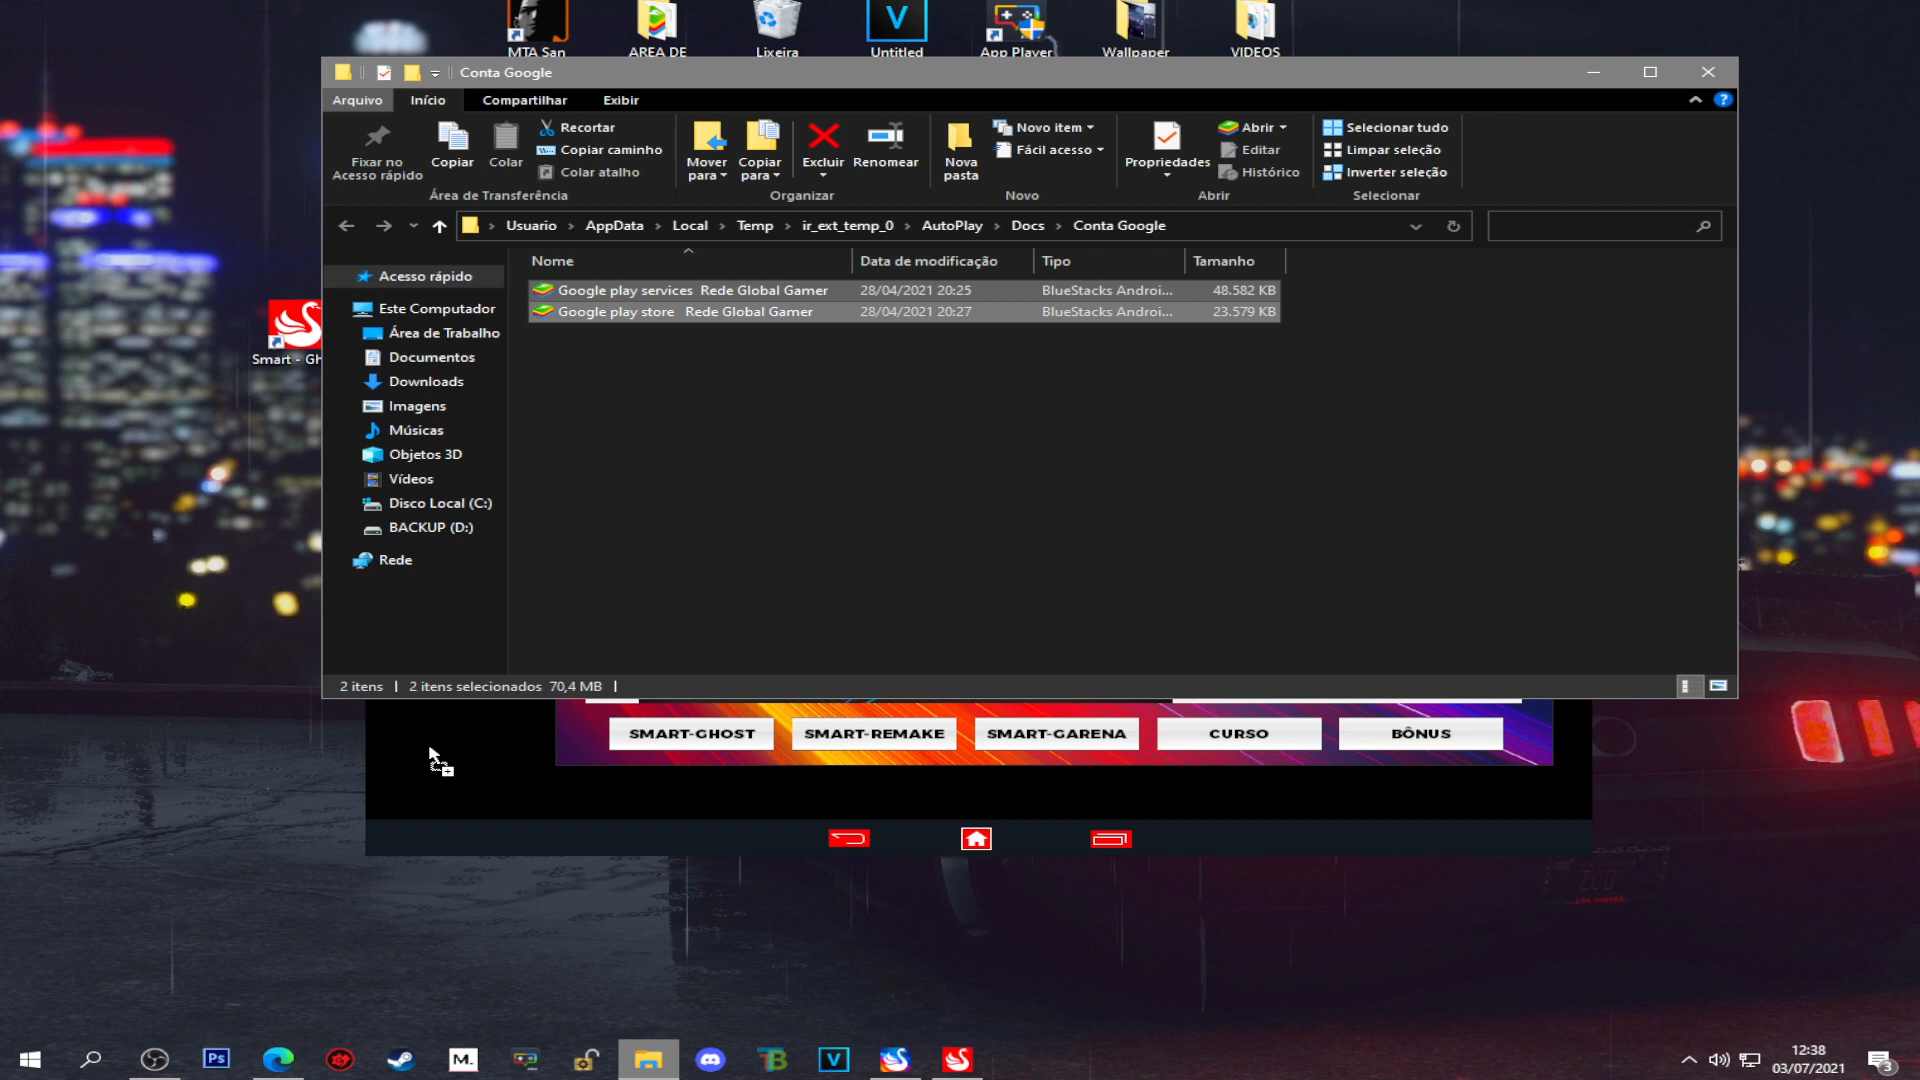 MTA San
AREA DE
Lixeira
Untitled
App Player
Wallpaper
VIDEOS
Conta Google
Arquivo
Início
Compartilhar
Exibir
Fixar no
Acesso rápido
Copiar
Colar
Recortar
Copiar caminho
Colar atalho
Área de Transferência
Mover
para
Copiar
para
Excluir
Renomear
Organizar
Nova
pasta
Novo item
Fácil acesso
Novo
Propriedades
Abrir
Editar
Histórico
Abrir
Selecionar tudo
Limpar seleção
Inverter seleção
Selecionar
Usuario > AppData > Local > Temp > ir_ext_temp_0 > AutoPlay > Docs > Conta Google
Nome Data de modificação Tipo Tamanho
Google play services Rede Global Gamer 28/04/2021 20:25 BlueStacks Androi... 48.582 KB
Google play store Rede Global Gamer 28/04/2021 20:27 BlueStacks Androi... 23.579 KB
Acesso rápido
Este Computador
Área de Trabalho
Documentos
Downloads
Imagens
Músicas
Objetos 3D
Vídeos
Disco Local (C:)
BACKUP (D:)
Rede
Smart - Gh
2 itens | 2 itens selecionados 70,4 MB |
SMART-GHOST SMART-REMAKE SMART-GARENA CURSO BÔNUS
Ps
M.
TB
V
12:38
03/07/2021
3